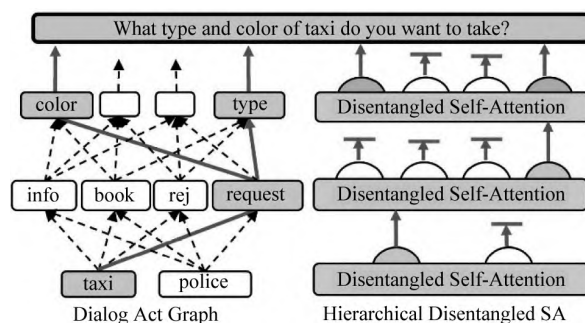 What type and color of taxi do you want to take?
color type Disentangled Self-Attention
info book rej request Disentangled Self-Attention
taxi police Disentangled Self-Attention
Dialog Act Graph Hierarchical Disentangled SA